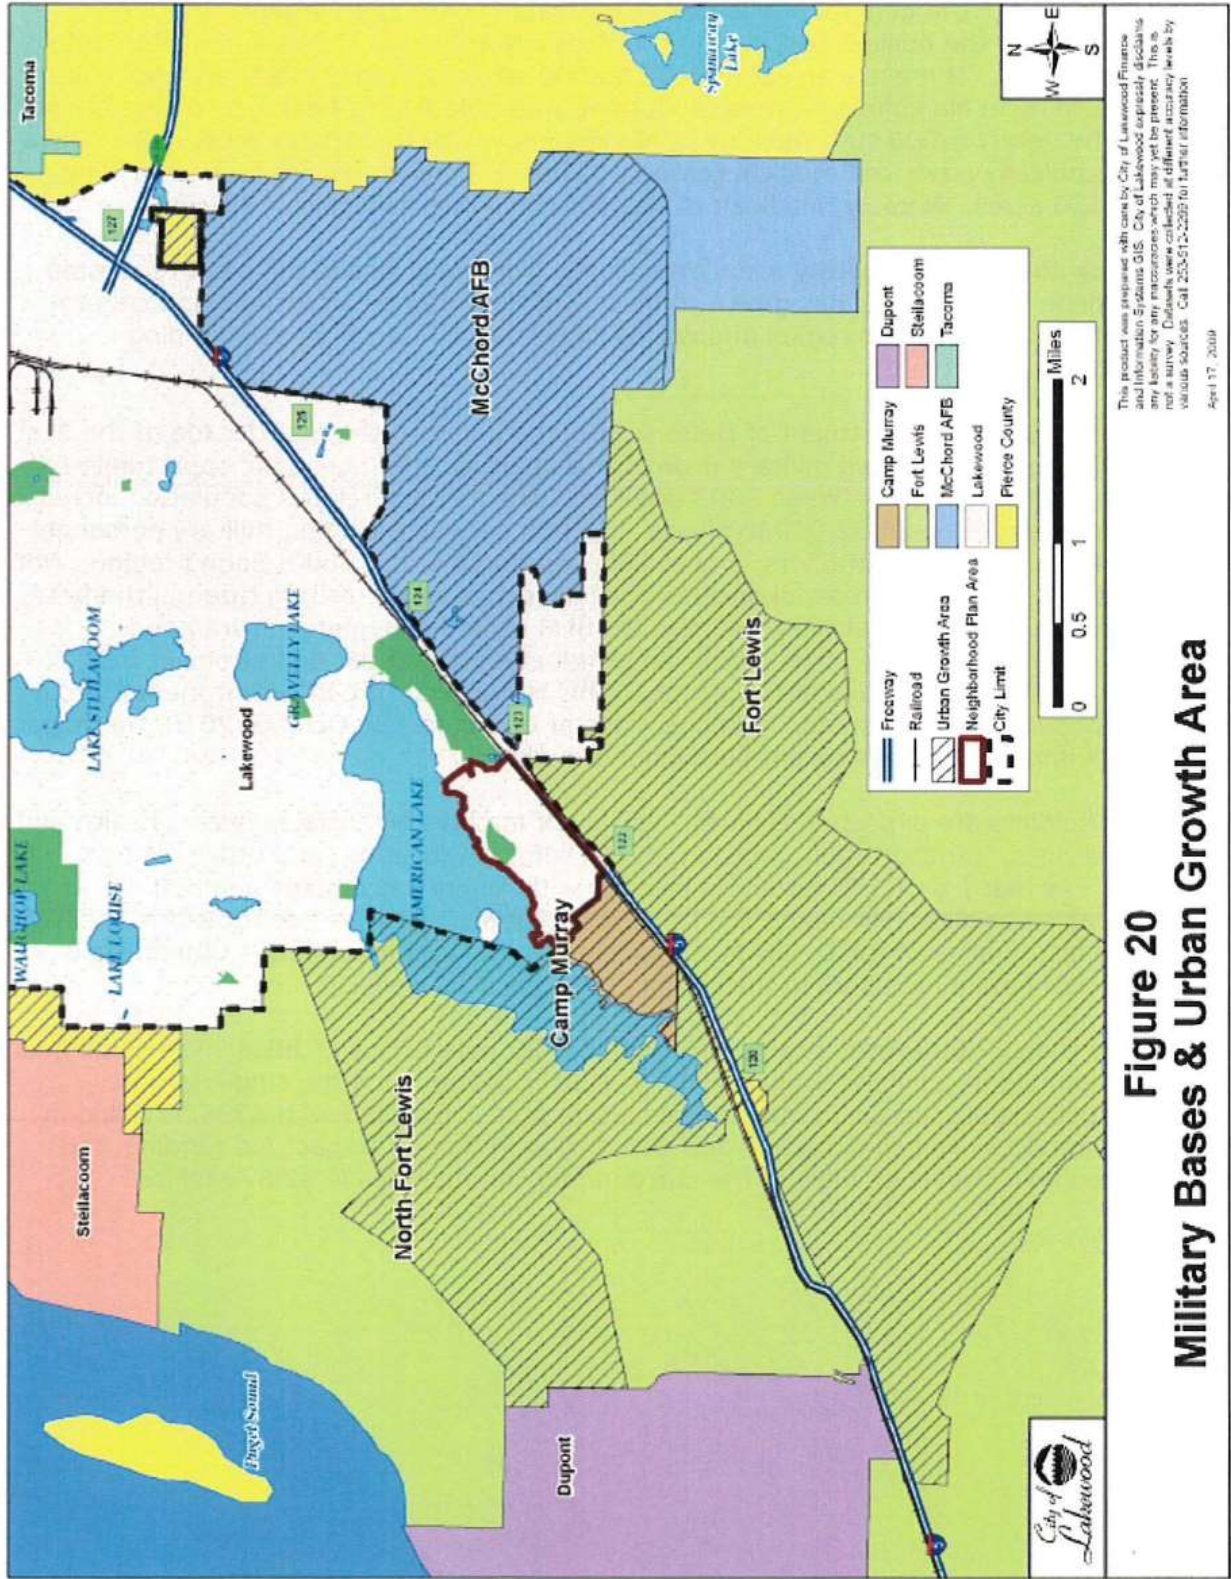 Tacoma
127
Spanaway
Lake
N
W
E
S
125
McChord AFB
LAKE STEILACOOM
GRAVELLY LAKE
124
Lakewood
123
WAUGHOP LAKE
LAKE LOUISE
AMERICAN LAKE
122
Fort Lewis
Camp Murray
5
5
5
120
Steilacoom
North Fort Lewis
Puget Sound
Dupont
Freeway
Railroad
Urban Growth Area
Neighborhood Plan Area
City Limit
Camp Murray
Fort Lewis
McChord AFB
Lakewood
Pierce County
Dupont
Steilacoom
Tacoma
0 0.5 1 2
Miles
City of
Lakewood
Figure 20
Military Bases & Urban Growth Area
This product was prepared with care by City of Lakewood Finance
and Information Systems GIS. City of Lakewood expressly disclaims
any liability for any inaccuracies which may yet be present. This is
not a survey. Datasets were collected at different accuracy levels by
various sources. Call 253-512-2299 for further information.
April 17, 2009